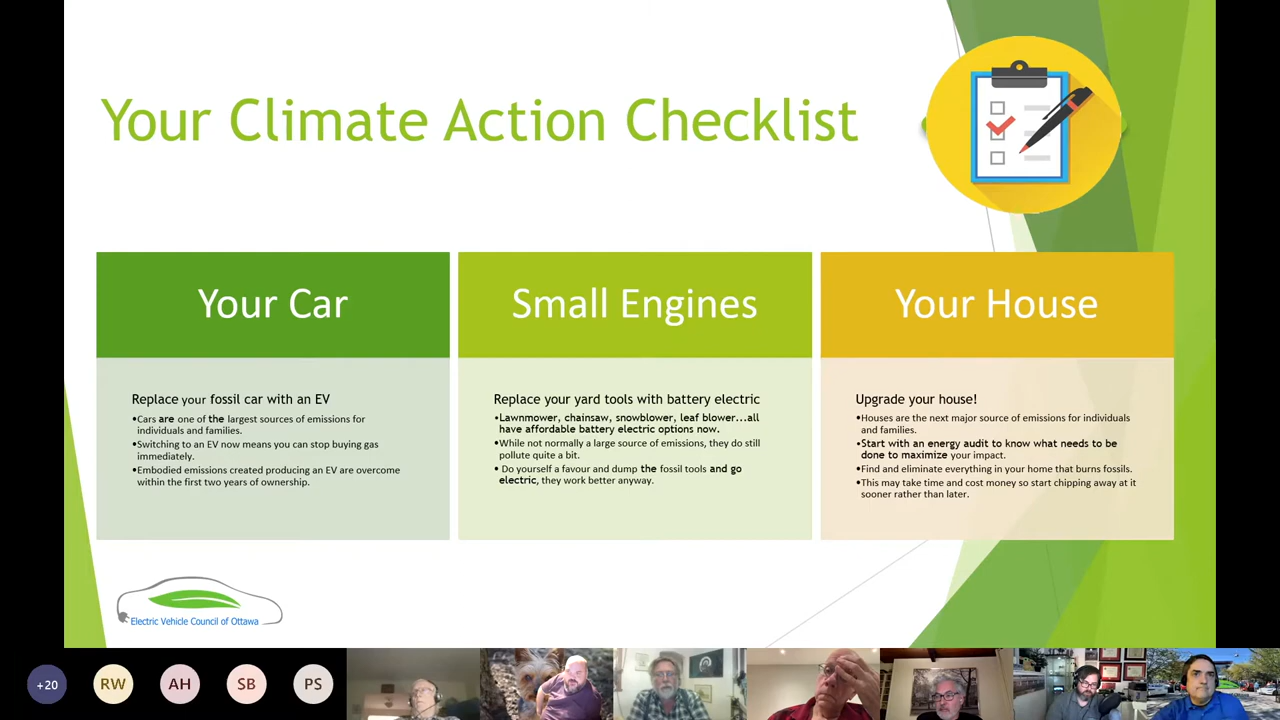 Your Climate Action Checklist
Your Car
Small Engines
Your House
Replace your fossil car with an EV
•Cars are one of the largest sources of emissions for
individuals and families.
•Switching to an EV now means you can stop buying gas
immediately.
•Embodied emissions created producing an EV are overcome
within the first two years of ownership.
Replace your yard tools with battery electric
•Lawnmower, chainsaw, snowblower, leaf blower...all
have affordable battery electric options now.
•While not normally a large source of emissions, they do still
pollute quite a bit.
• Do yourself a favour and dump the fossil tools and go
electric, they work better anyway.
Upgrade your house!
•Houses are the next major source of emissions for individuals
and families.
•Start with an energy audit to know what needs to be
done to maximize your impact.
•Find and eliminate everything in your home that burns fossils.
•This may take time and cost money so start chipping away at it
sooner rather than later.
Electric Vehicle Council of Ottawa
+20
RW
AH
SB
PS